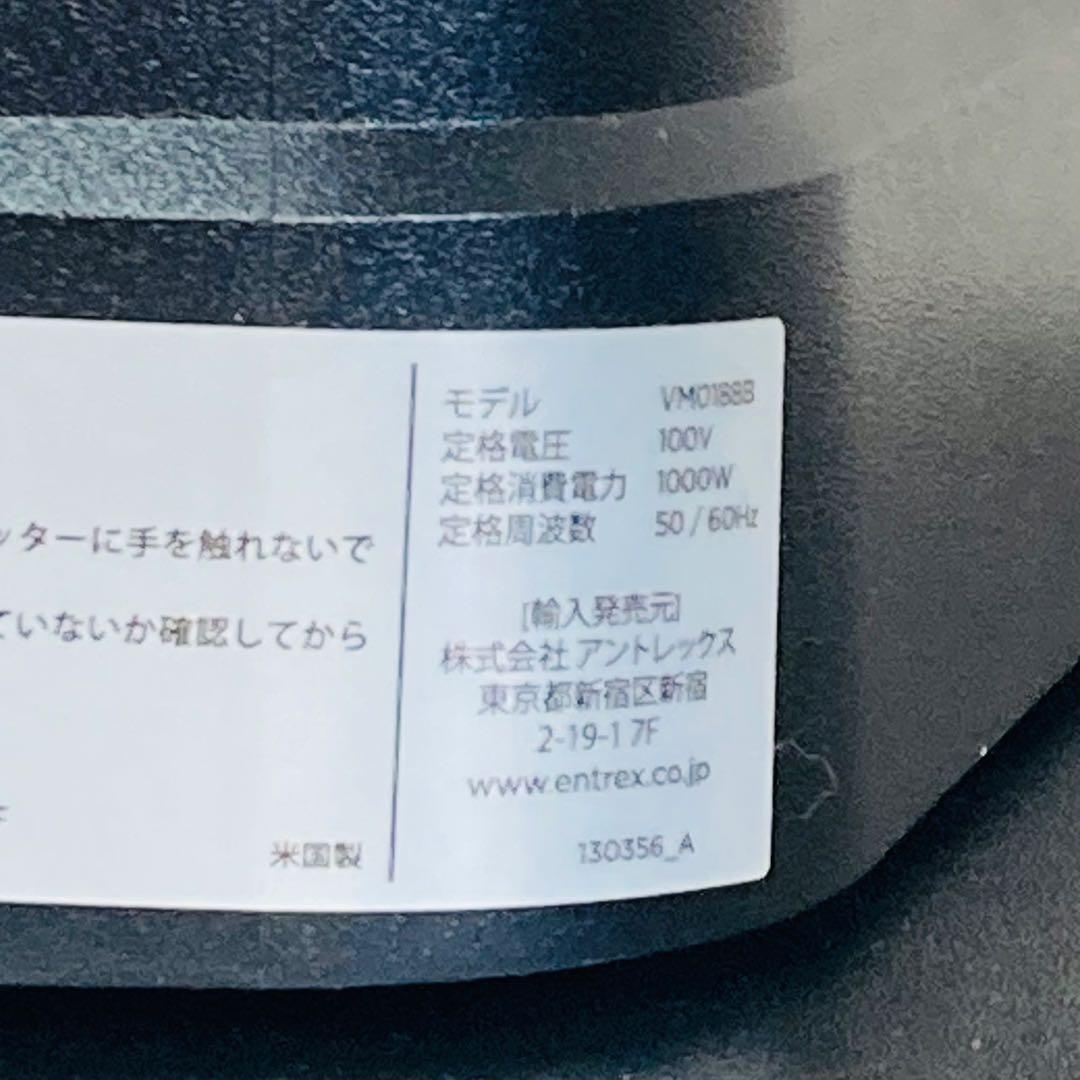 ッターに手を触れないで
ていないか確認してから
米国製
モデル VM0188B
定格電圧 100V
定格消費電力 1000W
定格周波数 50 / 60Hz
[輸入発売元]
株式会社 アントレックス
東京都新宿区新宿
2-19-1 7F
www.entrex.co.jp
130356_A